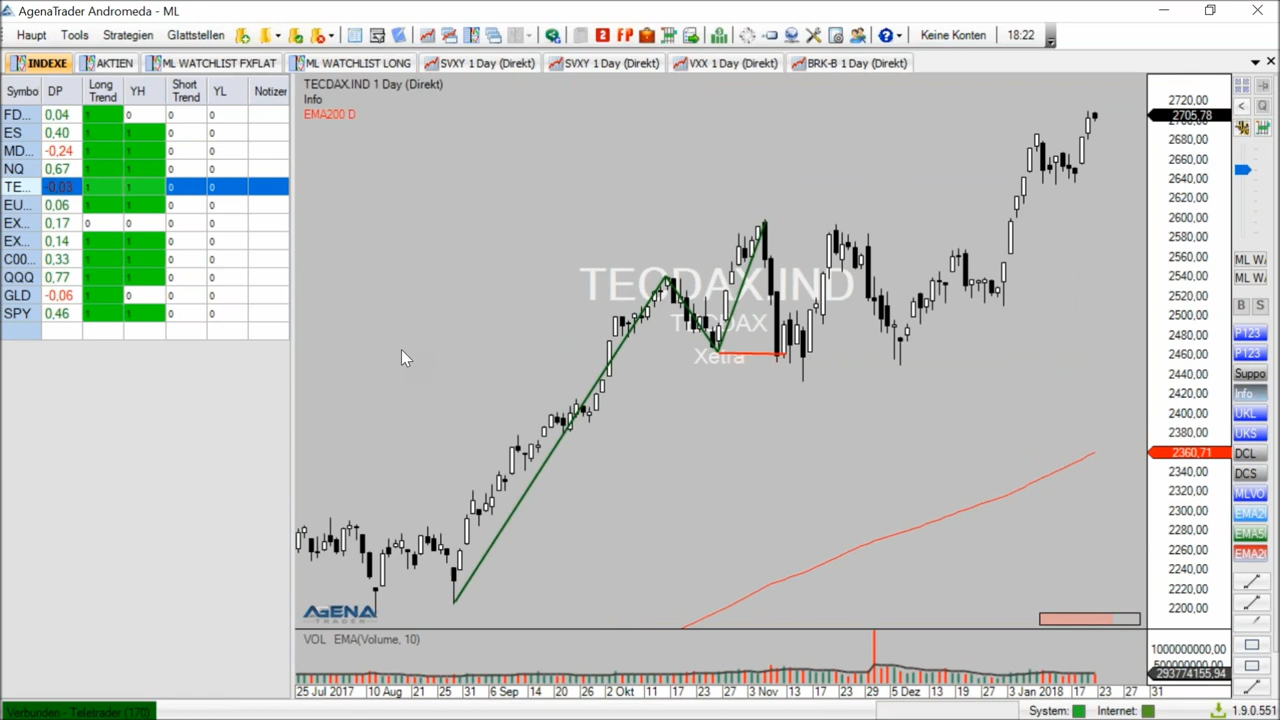 AgenaTrader Andromeda - ML
Haupt Tools Strategien Glattstellen Keine Konten 18:22
INDEXE AKTIEN ML WATCHLIST FXFLAT ML WATCHLIST LONG SVXY 1 Day (Direkt) SVXY 1 Day (Direkt) VXX 1 Day (Direkt) BRK-B 1 Day (Direkt)
Symbo DP Long Trend YH Short Trend YL Notizen
FD... 0,04 1 0 0 0
ES 0,40 1 1 0 0
MD... -0,24 1 1 0 0
NQ 0,67 1 1 0 0
TE... -0,03 1 1 0 0
EU... 0,06 1 1 0 0
EX... 0,17 0 0 0 0
EX... 0,14 1 1 0 0
C00... 0,33 1 1 0 0
QQQ 0,77 1 1 0 0
GLD -0,06 1 0 0 0
SPY 0,46 1 1 0 0
TECDAX.IND 1 Day (Direkt)
Info
EMA200 D
TECDAX.IND
TECDAX
Xetra
AGENA
TRADER
2720,00
2705,78
2680,00
2660,00
2640,00
2620,00
2600,00
2580,00
2560,00
2540,00
2520,00
2500,00
2480,00
2460,00
2440,00
2420,00
2400,00
2380,00
2360,71
2340,00
2320,00
2300,00
2280,00
2260,00
2240,00
2220,00
2200,00
ML W
ML W
B S
P123
P123
Suppo
Info
UKL
UKS
DCL
DCS
MLVO
EMA2
EMA5
EMA2
VOL EMA(Volume, 10)
1000000000,00
293774155,94
25 Jul 2017 10 Aug 21 25 31 6 Sep 14 20 26 2 Okt 11 17 23 27 3 Nov 13 17 23 29 5 Dez 13 19 3 Jan 2018 17 23 27 31
Verbunden - Teletrader (170) System: Internet: 1.9.0.551